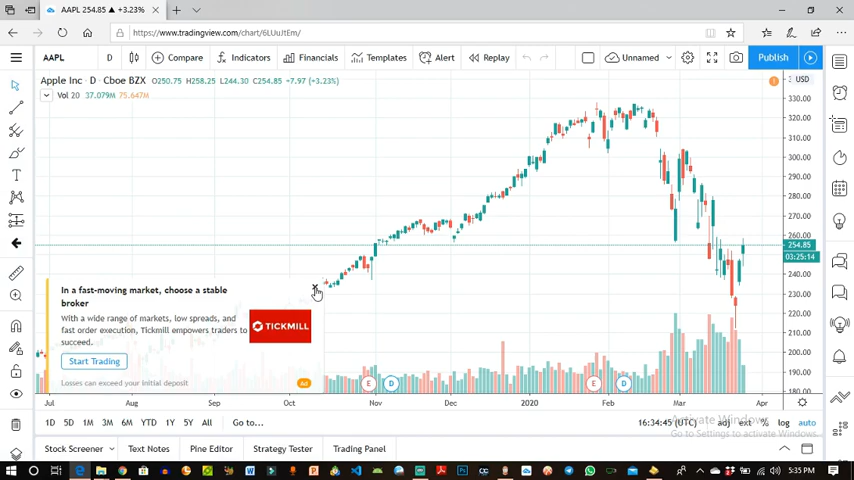 AAPL 254.85 ▲ +3.23%
https://www.tradingview.com/chart/6LUuJtEm/
AAPL D Compare Indicators Financials Templates Alert Replay Unnamed Publish
Apple Inc · D · Cboe BZX O250.75 H258.25 L244.30 C254.85 +7.97 (+3.23%)
USD
Vol 20 37.079M 75.647M
330.00
320.00
310.00
300.00
290.00
280.00
270.00
260.00
254.85
03:25:14
240.00
230.00
220.00
210.00
200.00
190.00
180.00
In a fast-moving market, choose a stable
broker
With a wide range of markets, low spreads, and
fast order execution, Tickmill empowers traders to
succeed.
TICKMILL
Start Trading
Losses can exceed your initial deposit
Ad
E D E D
Jul Aug Sep Oct Nov Dec 2020 Feb Mar Apr
1D 5D 1M 3M 6M YTD 1Y 5Y All Go to... 16:34:45 (UTC) adj ext % log auto
Activate Windows
Go to Settings to activate Windows.
Stock Screener Text Notes Pine Editor Strategy Tester Trading Panel
5:35 PM